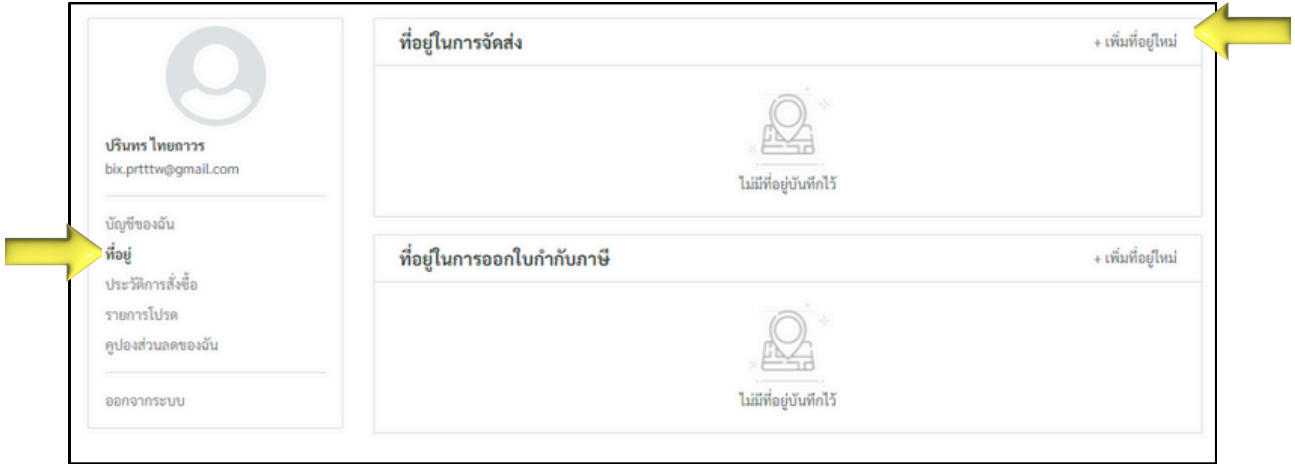 ปรินทร ไทยถาวร
bix.prtttw@gmail.com
บัญชีของฉัน
ที่อยู่
ประวัติการสั่งซื้อ
รายการโปรด
คูปองส่วนลดของฉัน
ออกจากระบบ
ที่อยู่ในการจัดส่ง
+ เพิ่มที่อยู่ใหม่
ไม่มีที่อยู่บันทึกไว้
ที่อยู่ในการออกใบกำกับภาษี
+ เพิ่มที่อยู่ใหม่
ไม่มีที่อยู่บันทึกไว้